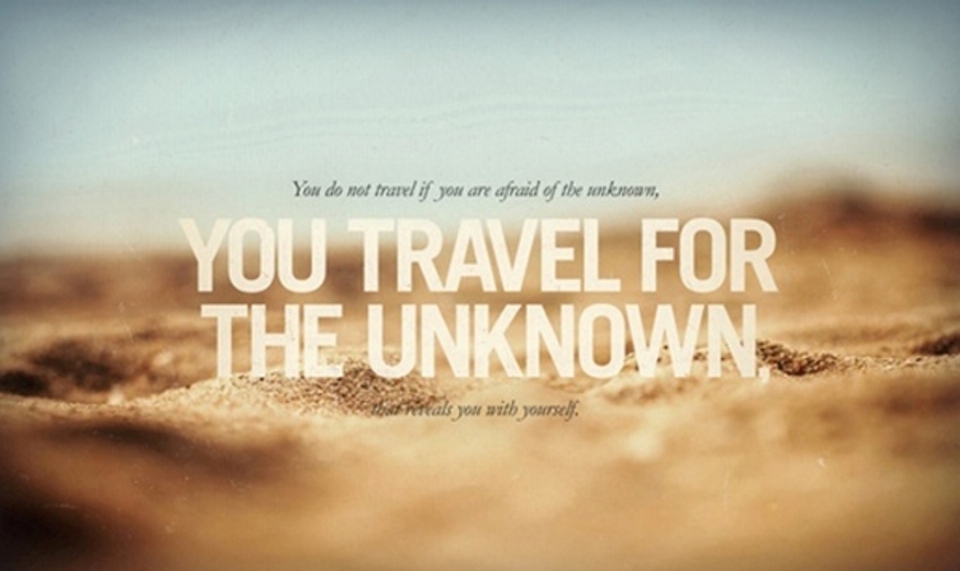 You do not travel if you are afraid of the unknown,
YOU TRAVEL FOR
THE UNKNOWN,
that reveals you with yourself.